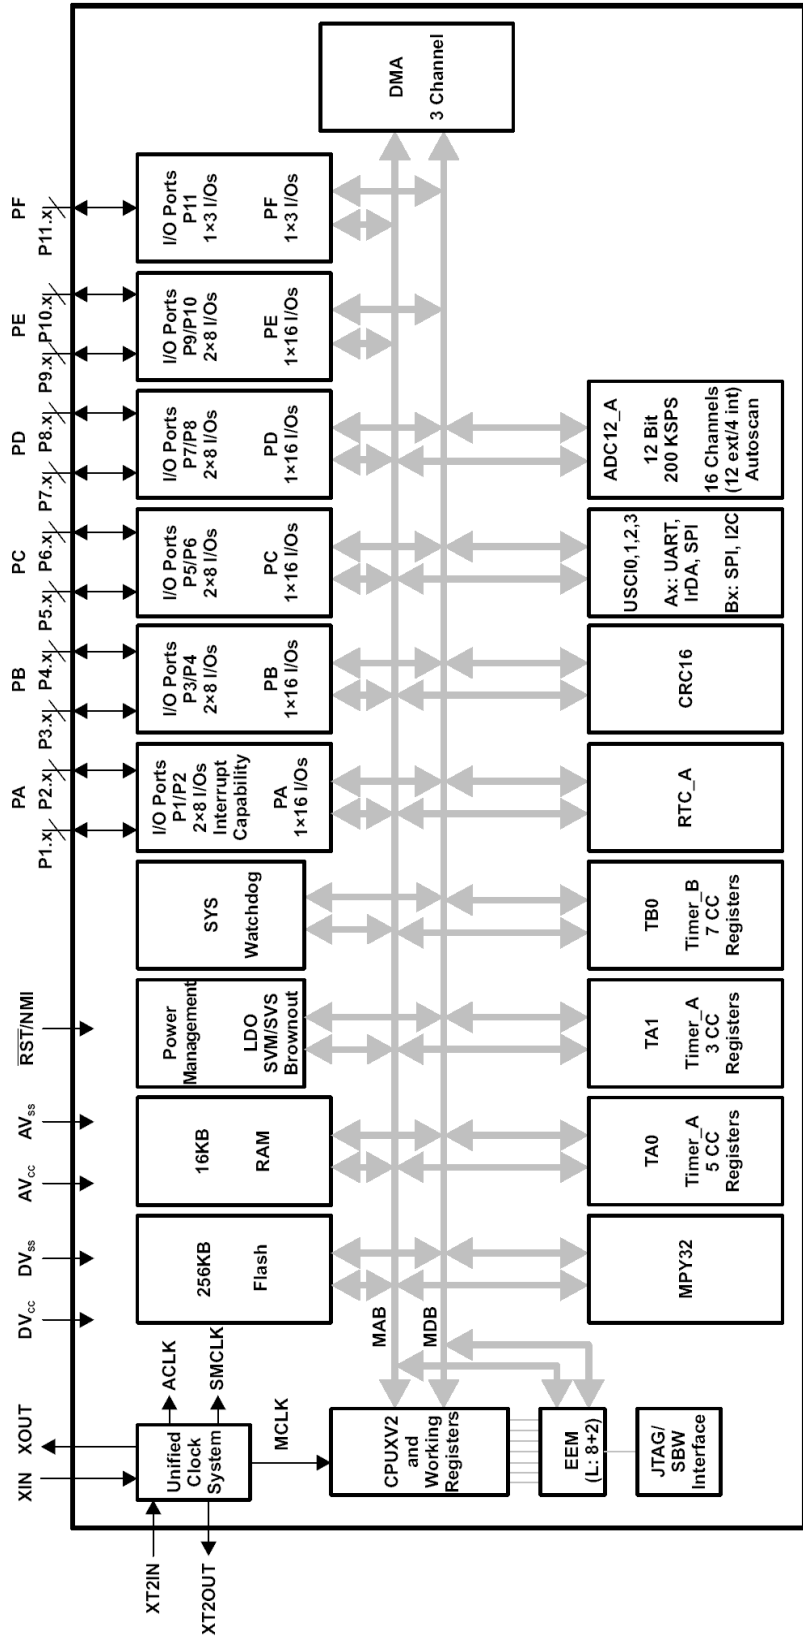 XIN
XOUT
DVcc
DVss
AVcc
AVss
RST/NMI
PA
P1.x
P2.x
PB
P3.x
P4.x
PC
P5.x
P6.x
PD
P7.x
P8.x
PE
P9.x
P10.x
PF
P11.x
XT2IN
XT2OUT
Unified
Clock
System
ACLK
SMCLK
MCLK
256KB
Flash
16KB
RAM
Power
Management
LDO
SVM/SVS
Brownout
SYS
Watchdog
I/O Ports
P1/P2
2×8 I/Os
Interrupt
Capability
PA
1×16 I/Os
I/O Ports
P3/P4
2×8 I/Os
PB
1×16 I/Os
I/O Ports
P5/P6
2×8 I/Os
PC
1×16 I/Os
I/O Ports
P7/P8
2×8 I/Os
PD
1×16 I/Os
I/O Ports
P9/P10
2×8 I/Os
PE
1×16 I/Os
I/O Ports
P11
1×3 I/Os
PF
1×3 I/Os
CPUXV2
and
Working
Registers
MAB
MDB
DMA
3 Channel
EEM
(L: 8+2)
JTAG/
SBW
Interface
MPY32
TA0
Timer_A
5 CC
Registers
TA1
Timer_A
3 CC
Registers
TB0
Timer_B
7 CC
Registers
RTC_A
CRC16
USCI0,1,2,3
Ax: UART,
IrDA, SPI
Bx: SPI, I2C
ADC12_A
12 Bit
200 KSPS
16 Channels
(12 ext/4 int)
Autoscan